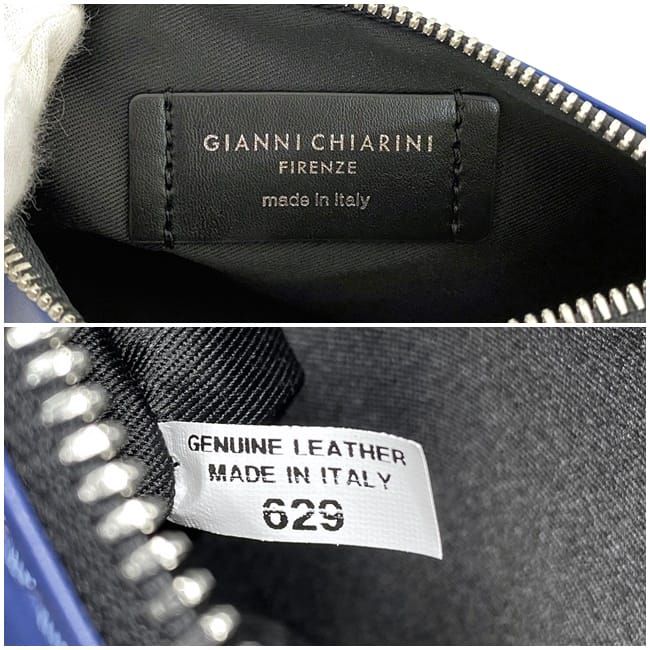 GIANNI CHIARINI
FIRENZE
made in italy
GENUINE LEATHER
MADE IN ITALY
629